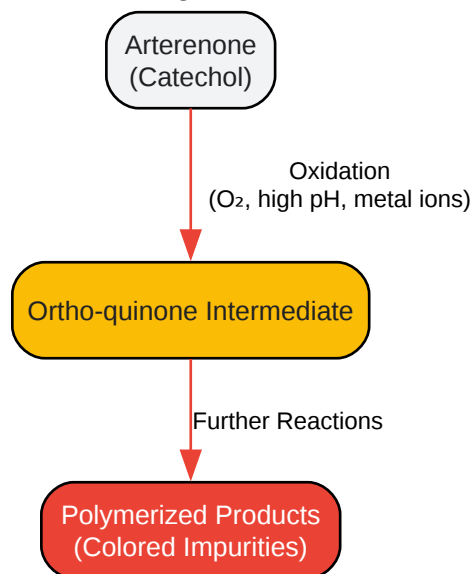 Arterenone
(Catechol)
Oxidation
(O₂, high pH, metal ions)
Ortho-quinone Intermediate
Further Reactions
Polymerized Products
(Colored Impurities)